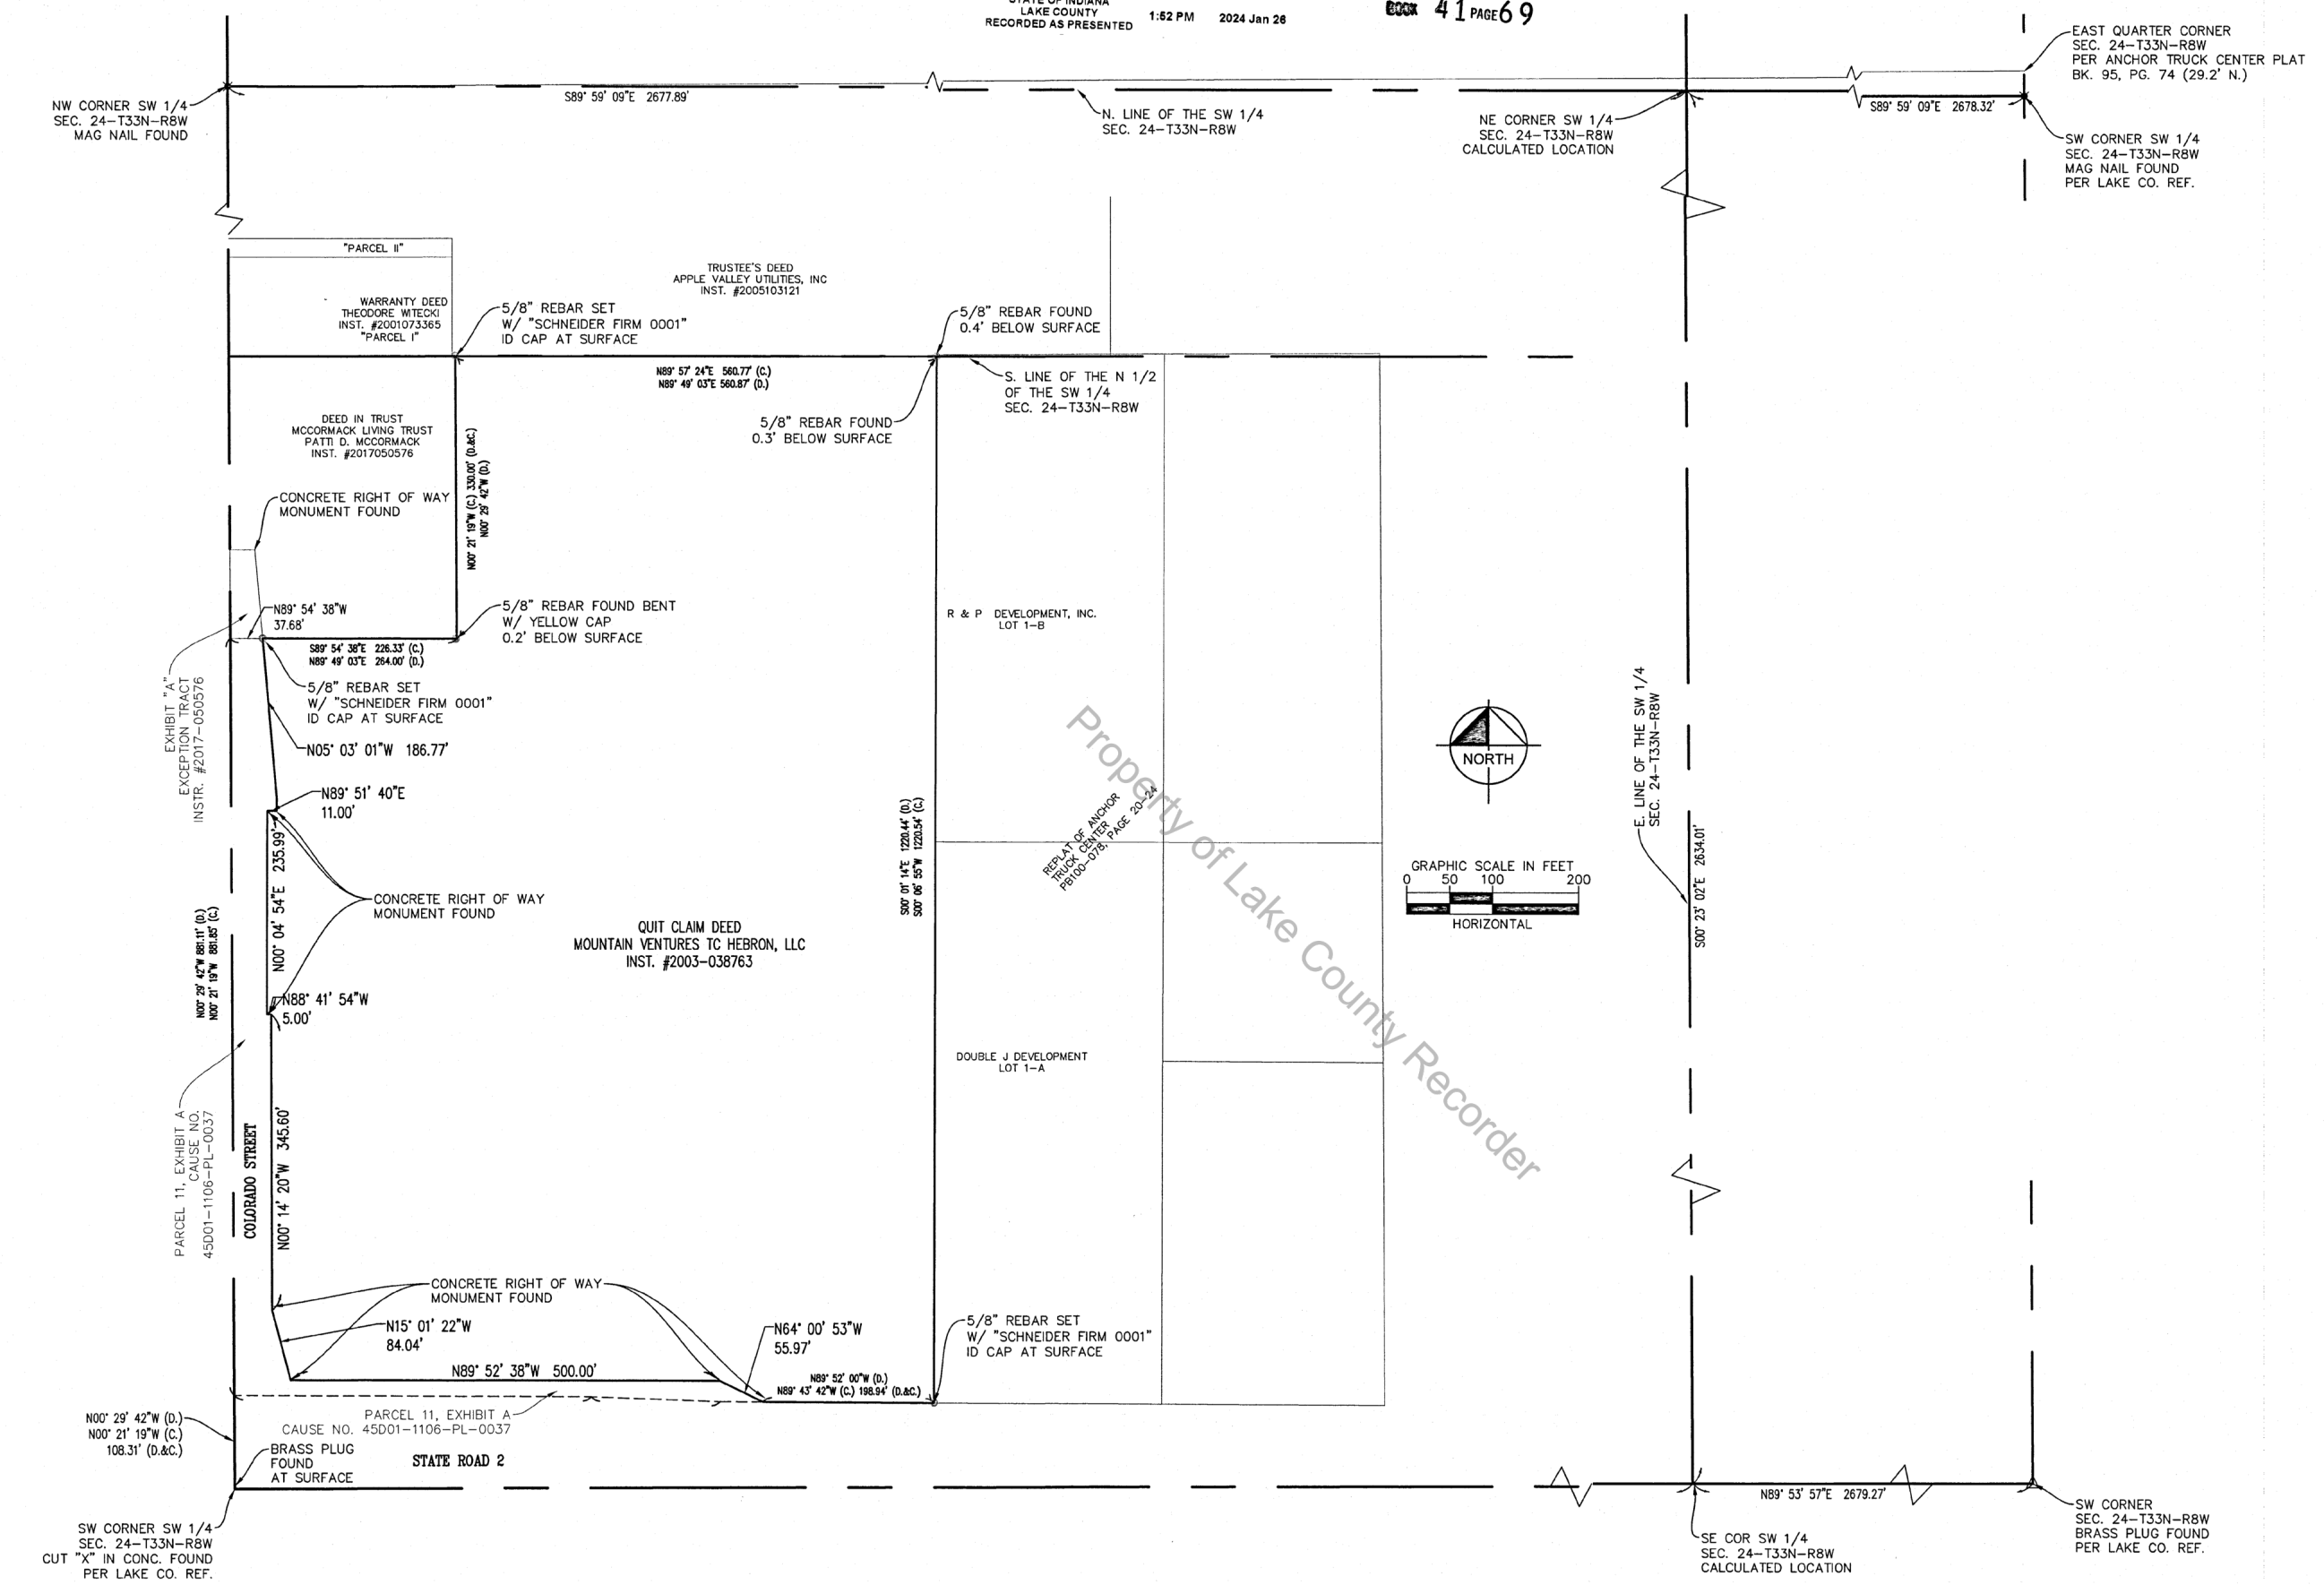 STATE OF INDIANA
LAKE COUNTY
RECORDED AS PRESENTED
1:52 PM 2024 Jan 26
BOOK 41 PAGE 69
EAST QUARTER CORNER
SEC. 24-T33N-R8W
PER ANCHOR TRUCK CENTER PLAT
BK. 95, PG. 74 (29.2' N.)
NW CORNER SW 1/4
SEC. 24-T33N-R8W
MAG NAIL FOUND
S89° 59' 09"E 2677.89'
N. LINE OF THE SW 1/4
SEC. 24-T33N-R8W
NE CORNER SW 1/4
SEC. 24-T33N-R8W
CALCULATED LOCATION
S89° 59' 09"E 2678.32'
SW CORNER SW 1/4
SEC. 24-T33N-R8W
MAG NAIL FOUND
PER LAKE CO. REF.
"PARCEL II"
WARRANTY DEED
THEODORE WITECKI
INST. #2001073365
"PARCEL I"
TRUSTEE'S DEED
APPLE VALLEY UTILITIES, INC
INST. #2005103121
5/8" REBAR SET
W/ "SCHNEIDER FIRM 0001"
ID CAP AT SURFACE
5/8" REBAR FOUND
0.4' BELOW SURFACE
N89° 57' 24"E 560.77' (C.)
N89° 49' 03"E 560.87' (D.)
S. LINE OF THE N 1/2
OF THE SW 1/4
SEC. 24-T33N-R8W
5/8" REBAR FOUND
0.3' BELOW SURFACE
DEED IN TRUST
MCCORMACK LIVING TRUST
PATTI D. MCCORMACK
INST. #2017050576
N00° 21' 19"W (C.) 330.00' (D.&C.)
N00° 29' 42"W (D.)
CONCRETE RIGHT OF WAY
MONUMENT FOUND
N89° 54' 38"W
37.68'
5/8" REBAR FOUND BENT
W/ YELLOW CAP
0.2' BELOW SURFACE
S89° 54' 38"E 226.33' (C.)
N89° 49' 03"E 264.00' (D.)
5/8" REBAR SET
W/ "SCHNEIDER FIRM 0001"
ID CAP AT SURFACE
EXHIBIT "A"
EXCEPTION TRACT
INSTR. #2017-050576
N05° 03' 01"W 186.77'
N89° 51' 40"E
11.00'
N00° 04' 54"E 235.99'
CONCRETE RIGHT OF WAY
MONUMENT FOUND
N00° 29' 42"W 881.11' (D.)
N00° 21' 19"W 881.85' (C.)
N88° 41' 54"W
5.00'
QUIT CLAIM DEED
MOUNTAIN VENTURES TC HEBRON, LLC
INST. #2003-038763
S00° 01' 14"E 1220.44' (D.)
S00° 06' 55"W 1220.54' (C.)
R & P DEVELOPMENT, INC.
LOT 1-B
REPLAT OF ANCHOR
TRUCK CENTER
PB100-078, PAGE 20-24
Property of Lake County Recorder
NORTH
GRAPHIC SCALE IN FEET
0 50 100 200
HORIZONTAL
E. LINE OF THE SW 1/4
SEC. 24-T33N-R8W
S00° 23' 02"E 2634.01'
DOUBLE J DEVELOPMENT
LOT 1-A
PARCEL 11, EXHIBIT A
CAUSE NO.
45D01-1106-PL-0037
COLORADO STREET
N00° 14' 20"W 345.60'
CONCRETE RIGHT OF WAY
MONUMENT FOUND
N15° 01' 22"W
84.04'
N64° 00' 53"W
55.97'
5/8" REBAR SET
W/ "SCHNEIDER FIRM 0001"
ID CAP AT SURFACE
N89° 52' 38"W 500.00'
N89° 52' 00"W (D.)
N89° 43' 42"W (C.) 198.94' (D.&C.)
PARCEL 11, EXHIBIT A
CAUSE NO. 45D01-1106-PL-0037
N00° 29' 42"W (D.)
N00° 21' 19"W (C.)
108.31' (D.&C.)
BRASS PLUG
FOUND
AT SURFACE
STATE ROAD 2
N89° 53' 57"E 2679.27'
SW CORNER SW 1/4
SEC. 24-T33N-R8W
CUT "X" IN CONC. FOUND
PER LAKE CO. REF.
SE COR SW 1/4
SEC. 24-T33N-R8W
CALCULATED LOCATION
SW CORNER
SEC. 24-T33N-R8W
BRASS PLUG FOUND
PER LAKE CO. REF.